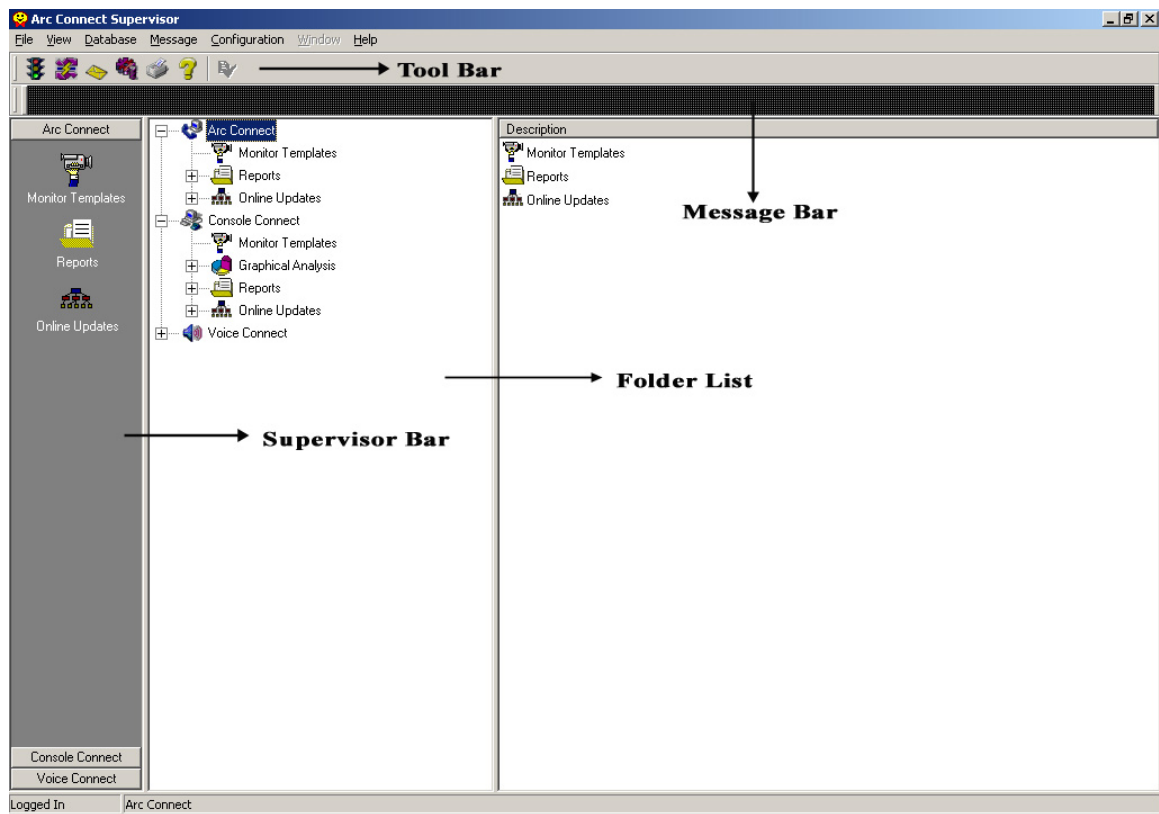 Arc Connect Supervisor
File View Database Message Configuration Window Help
Tool Bar
Arc Connect
Monitor Templates
Reports
Online Updates
Console Connect
Voice Connect
Arc Connect
Monitor Templates
Reports
Online Updates
Console Connect
Monitor Templates
Graphical Analysis
Reports
Online Updates
Voice Connect
Description
Monitor Templates
Reports
Online Updates
Message Bar
Folder List
Supervisor Bar
Logged In Arc Connect